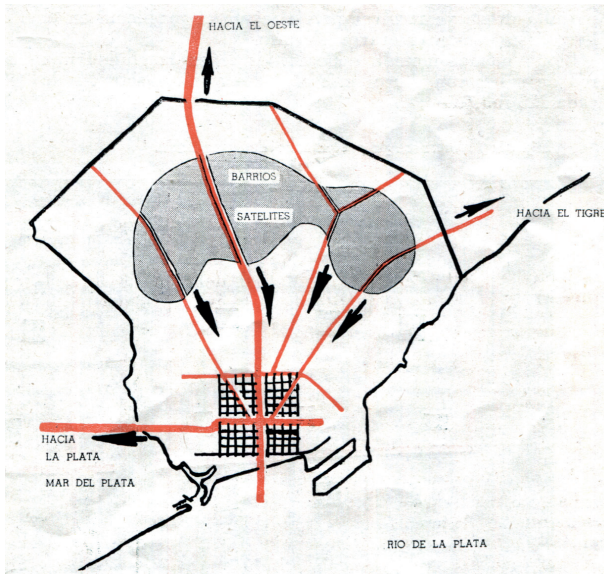 HACIA EL OESTE
BARRIOS
SATELITES
HACIA EL TIGRE
HACIA
LA PLATA
MAR DEL PLATA
RIO DE LA PLATA